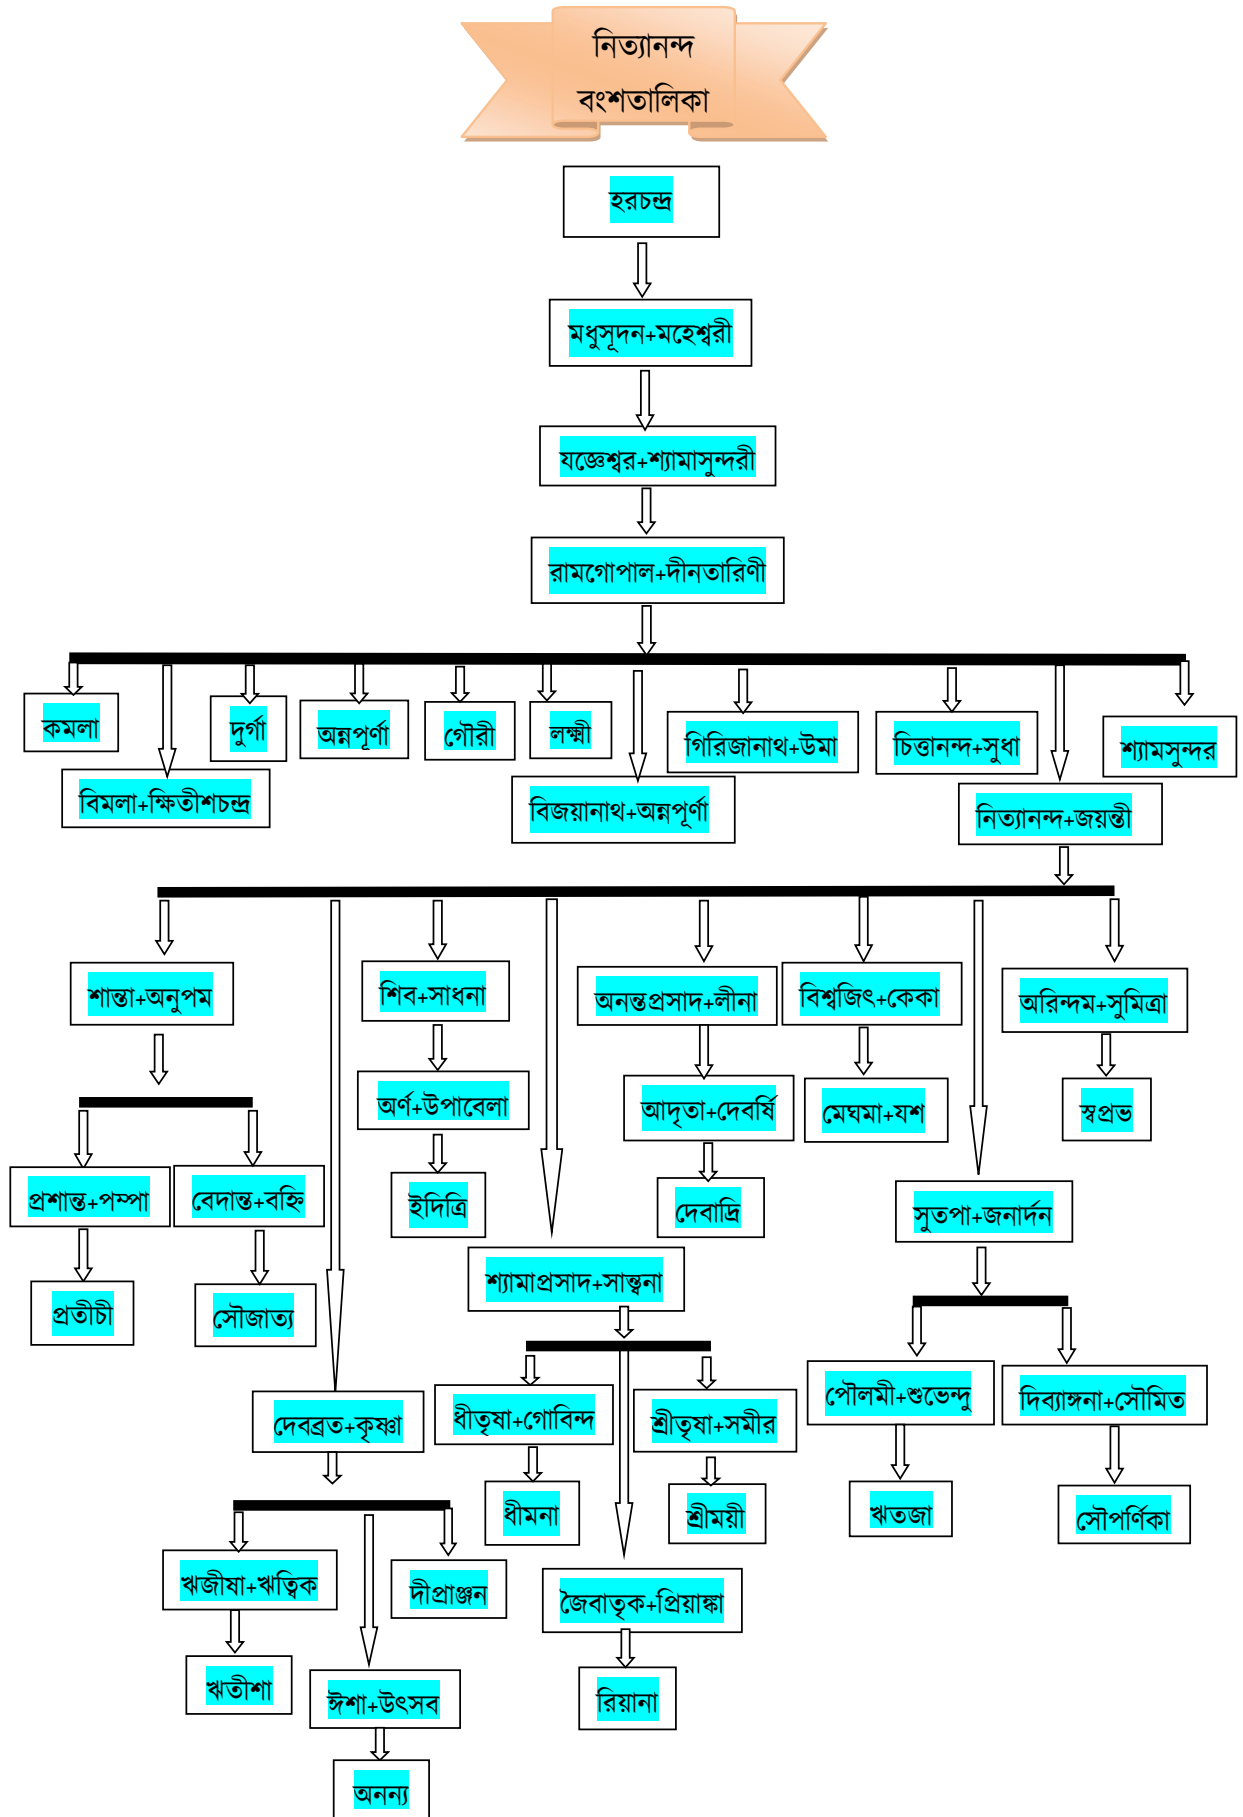 নিত্যানন্দ
বংশতালিকা
হরচন্দ্র
মধুসূদন+মহেশ্বরী
যজ্ঞেশ্বর+শ্যামাসুন্দরী
রামগোপাল+দীনতারিণী
কমলা
দুর্গা
অন্নপূর্ণা
গৌরী
লক্ষ্মী
গিরিজানাথ+উমা
চিত্তানন্দ+সুধা
শ্যামসুন্দর
বিমলা+ক্ষিতীশচন্দ্র
বিজয়ানাথ+অন্নপূর্ণা
নিত্যানন্দ+জয়ন্তী
শান্তা+অনুপম
শিব+সাধনা
অনন্তপ্রসাদ+লীনা
বিশ্বজিৎ+কেকা
অরিন্দম+সুমিত্রা
অর্ণ+উপাবেলা
আদৃতা+দেবর্ষি
মেঘমা+যশ
স্বপ্রভ
প্রশান্ত+পম্পা
বেদান্ত+বহ্নি
ইদিত্রি
দেবাদ্রি
সুতপা+জনার্দন
প্রতীচী
সৌজাত্য
শ্যামাপ্রসাদ+সান্ত্বনা
দেবব্রত+কৃষ্ণা
ধীতৃষা+গোবিন্দ
শ্রীতৃষা+সমীর
পৌলমী+শুভেন্দু
দিব্যাঙ্গনা+সৌমিত
ধীমনা
শ্রীময়ী
ঋতজা
সৌপর্ণিকা
ঋজীষা+ঋত্বিক
দীপ্রাঞ্জন
জৈবাতৃক+প্রিয়াঙ্কা
ঋতীশা
ঈশা+উৎসব
রিয়ানা
অনন্য